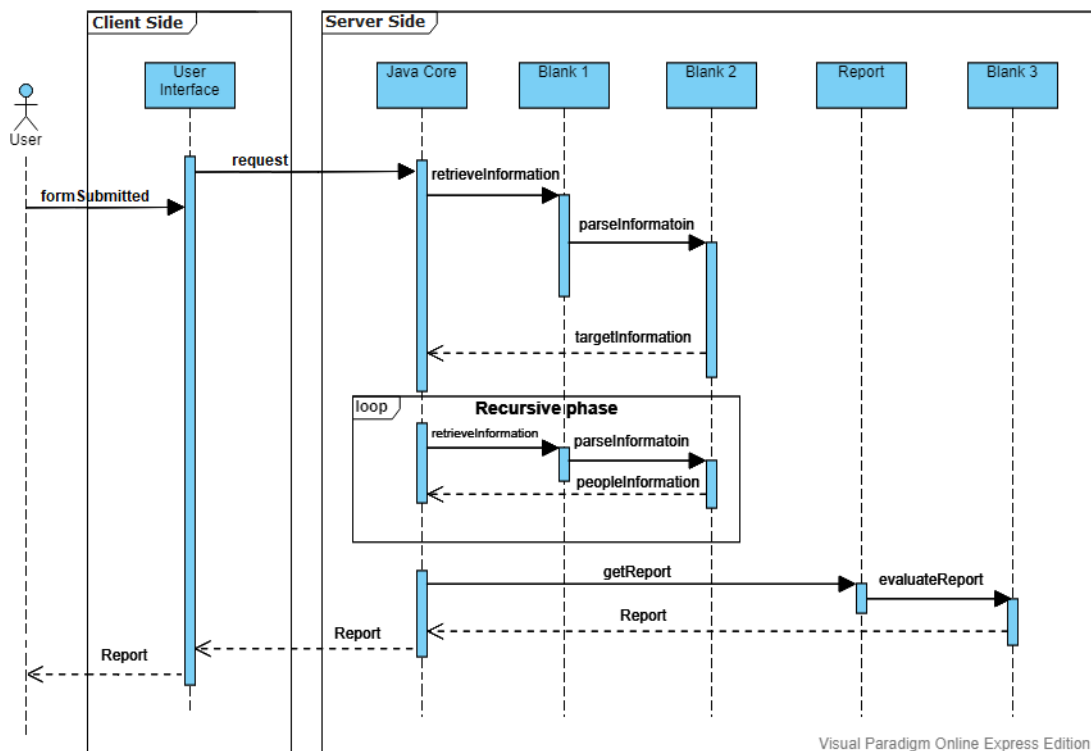 Client Side
Server Side
User
Interface
Java Core
Blank 1
Blank 2
Report
Blank 3
User
request
retrieveInformation
formSubmitted
parseInformatoin
targetInformation
loop
Recursive phase
retrieveInformation
parseInformatoin
peopleInformation
getReport
evaluateReport
Report
Report
Report
Visual Paradigm Online Express Edition